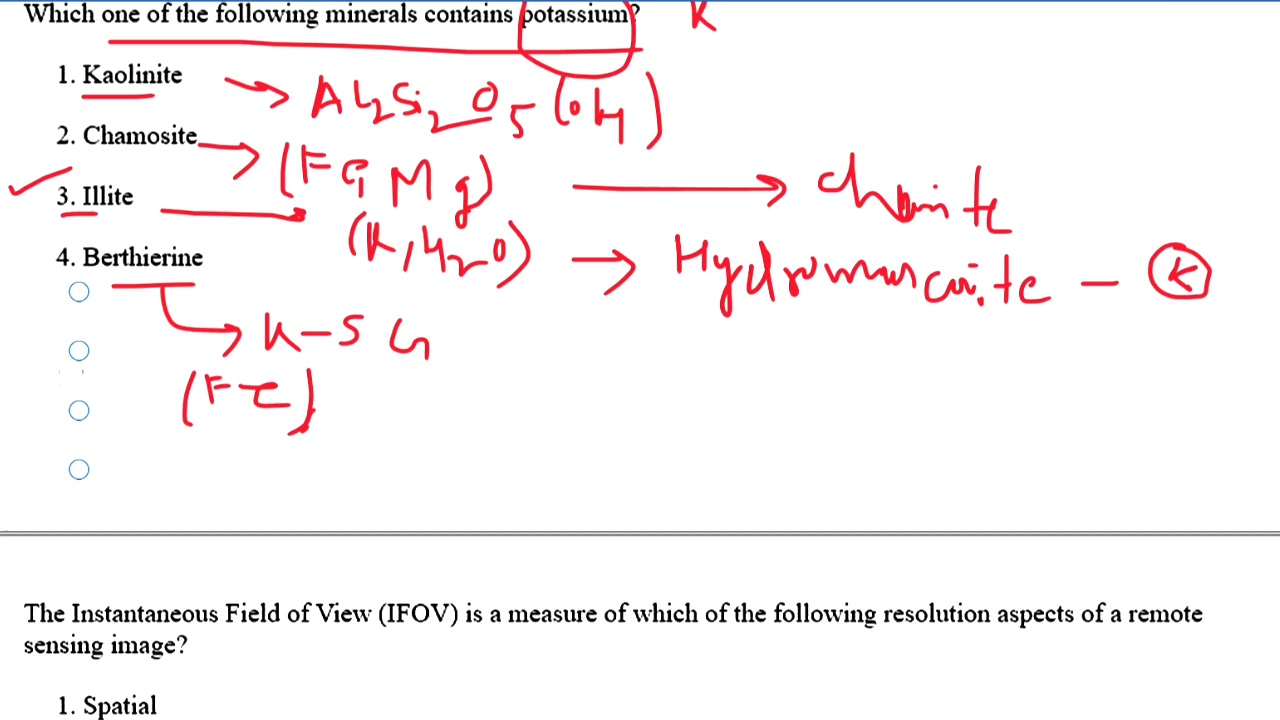 Which one of the following minerals contains potassium? K
1. Kaolinite → Al2Si2O5(OH)
2. Chamosite → (Fe, Mg) →
3. Illite (K, H2O) → Hydromuscovite – K
4. Berthierine
K-SG
(Fe)
The Instantaneous Field of View (IFOV) is a measure of which of the following resolution aspects of a remote
sensing image?
1. Spatial